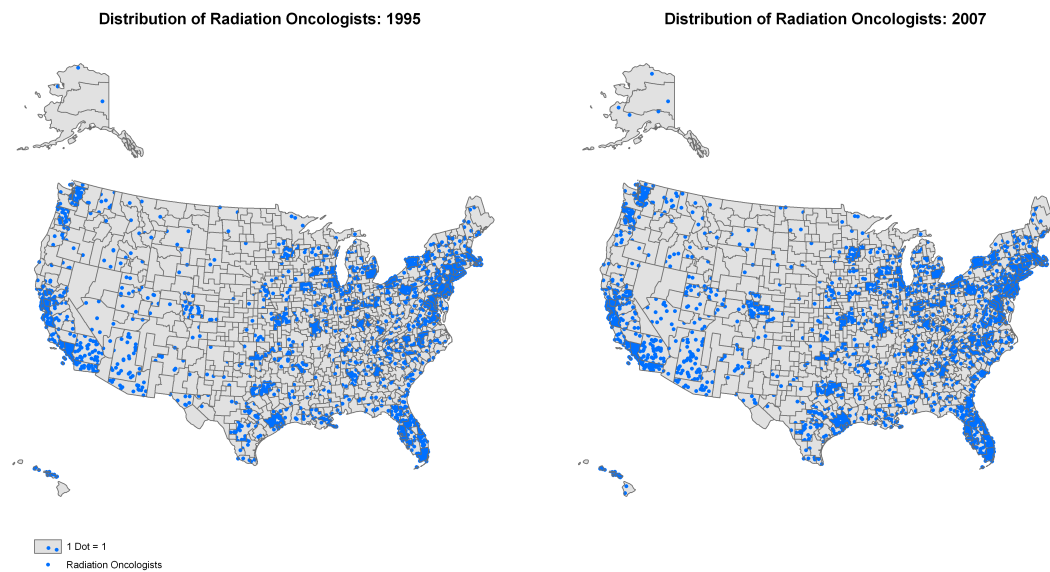 Distribution of Radiation Oncologists: 1995
Distribution of Radiation Oncologists: 2007
1 Dot = 1
Radiation Oncologists